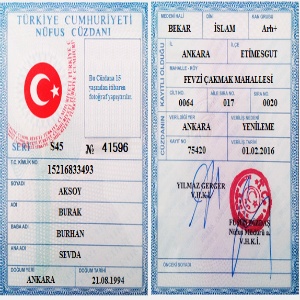 TÜRKİYE CUMHURİYETİ
NÜFUS CÜZDANI
Bu Cüzdana 15
yaşından itibaren
fotoğraf yapıştırılır.
SERİ S45 № 41596
T.C. KİMLİK NO.
15216833493
SOYADI
AKSOY
ADI
BURAK
BABA ADI
BURHAN
ANA ADI
SEVDA
DOĞUM YERİ DOĞUM TARİHİ
ANKARA 21.08.1994
MEDENİ HALİ DİNİ KAN GRUBU
BEKAR İSLAM Arh+
KAYITLI OLDUĞU
İL İLÇE
ANKARA ETİMESGUT
MAHALLE - KÖY
FEVZİ ÇAKMAK MAHALLESİ
CİLT NO AİLE SIRA NO SIRA NO
0064 017 0020
CÜZDANIN
VERİLDİĞİ YER VERİLİŞ NEDENİ
ANKARA YENİLEME
KAYIT NO VERİLİŞ TARİHİ
75420 01.02.2016
YILMAZ GERGER
V.H.K.İ.
Nüfus Müdürü a.
V.H.K.İ.
ÖNCEKİ SOYADI